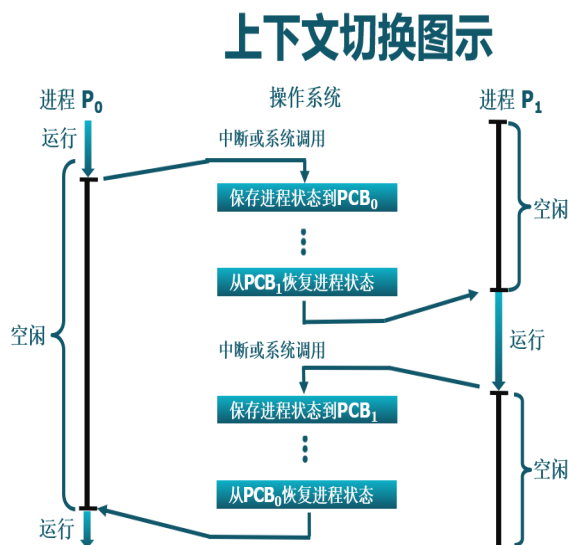 上下文切换图示
进程 P0
操作系统
进程 P1
运行
中断或系统调用
保存进程状态到PCB0
空闲
从PCB1恢复进程状态
空闲
运行
中断或系统调用
保存进程状态到PCB1
空闲
从PCB0恢复进程状态
运行